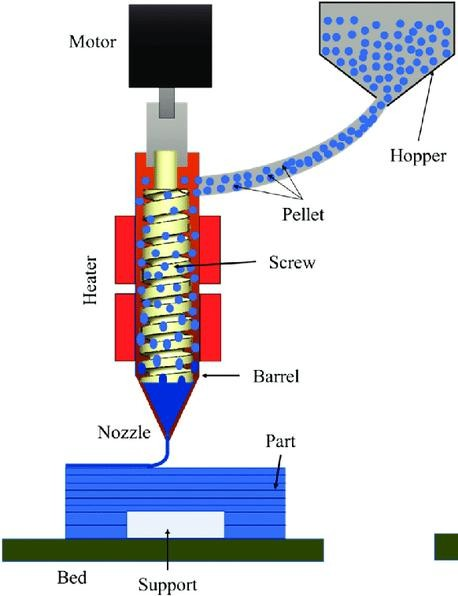 Motor
Hopper
Pellet
Screw
Heater
Barrel
Nozzle
Part
Bed
Support